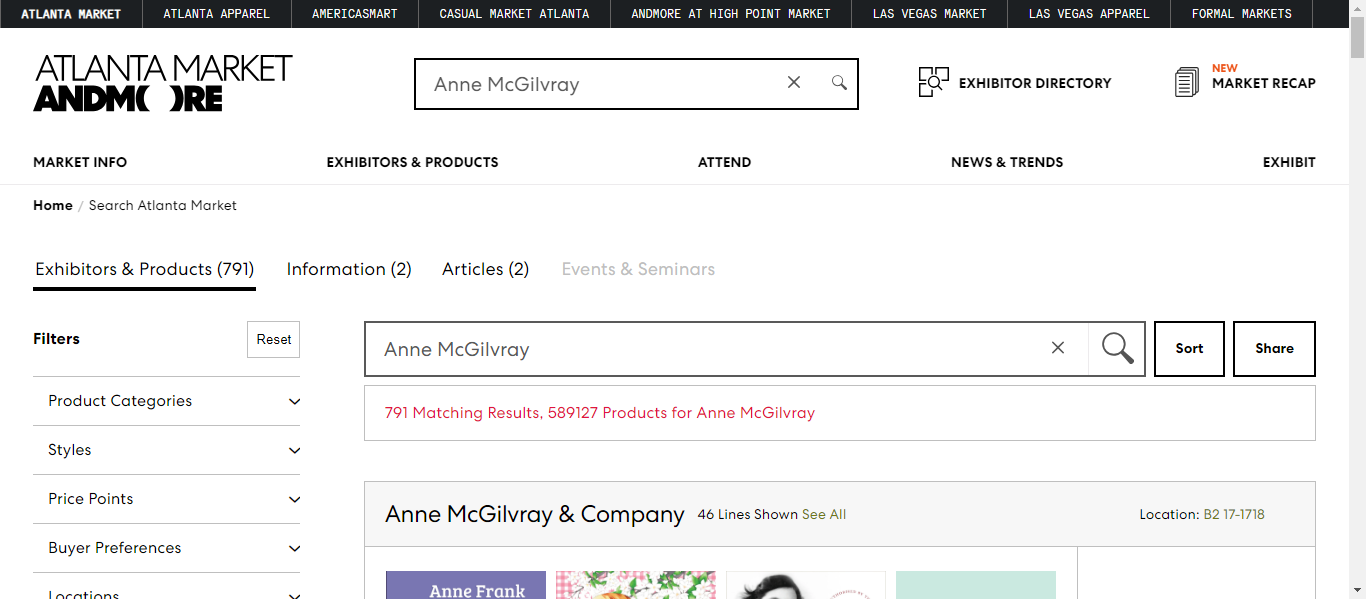 ATLANTA MARKET ATLANTA APPAREL AMERICASMART CASUAL MARKET ATLANTA ANDMORE AT HIGH POINT MARKET LAS VEGAS MARKET LAS VEGAS APPAREL FORMAL MARKETS
ATLANTA MARKET
ANDMORE
Anne McGilvray
EXHIBITOR DIRECTORY
NEW
MARKET RECAP
MARKET INFO EXHIBITORS & PRODUCTS ATTEND NEWS & TRENDS EXHIBIT
Home / Search Atlanta Market
Exhibitors & Products (791) Information (2) Articles (2) Events & Seminars
Filters
Reset
Product Categories
Styles
Price Points
Buyer Preferences
Locations
Anne McGilvray
Sort
Share
791 Matching Results, 589127 Products for Anne McGilvray
Anne McGilvray & Company 46 Lines Shown See All Location: B2 17-1718
Anne Frank